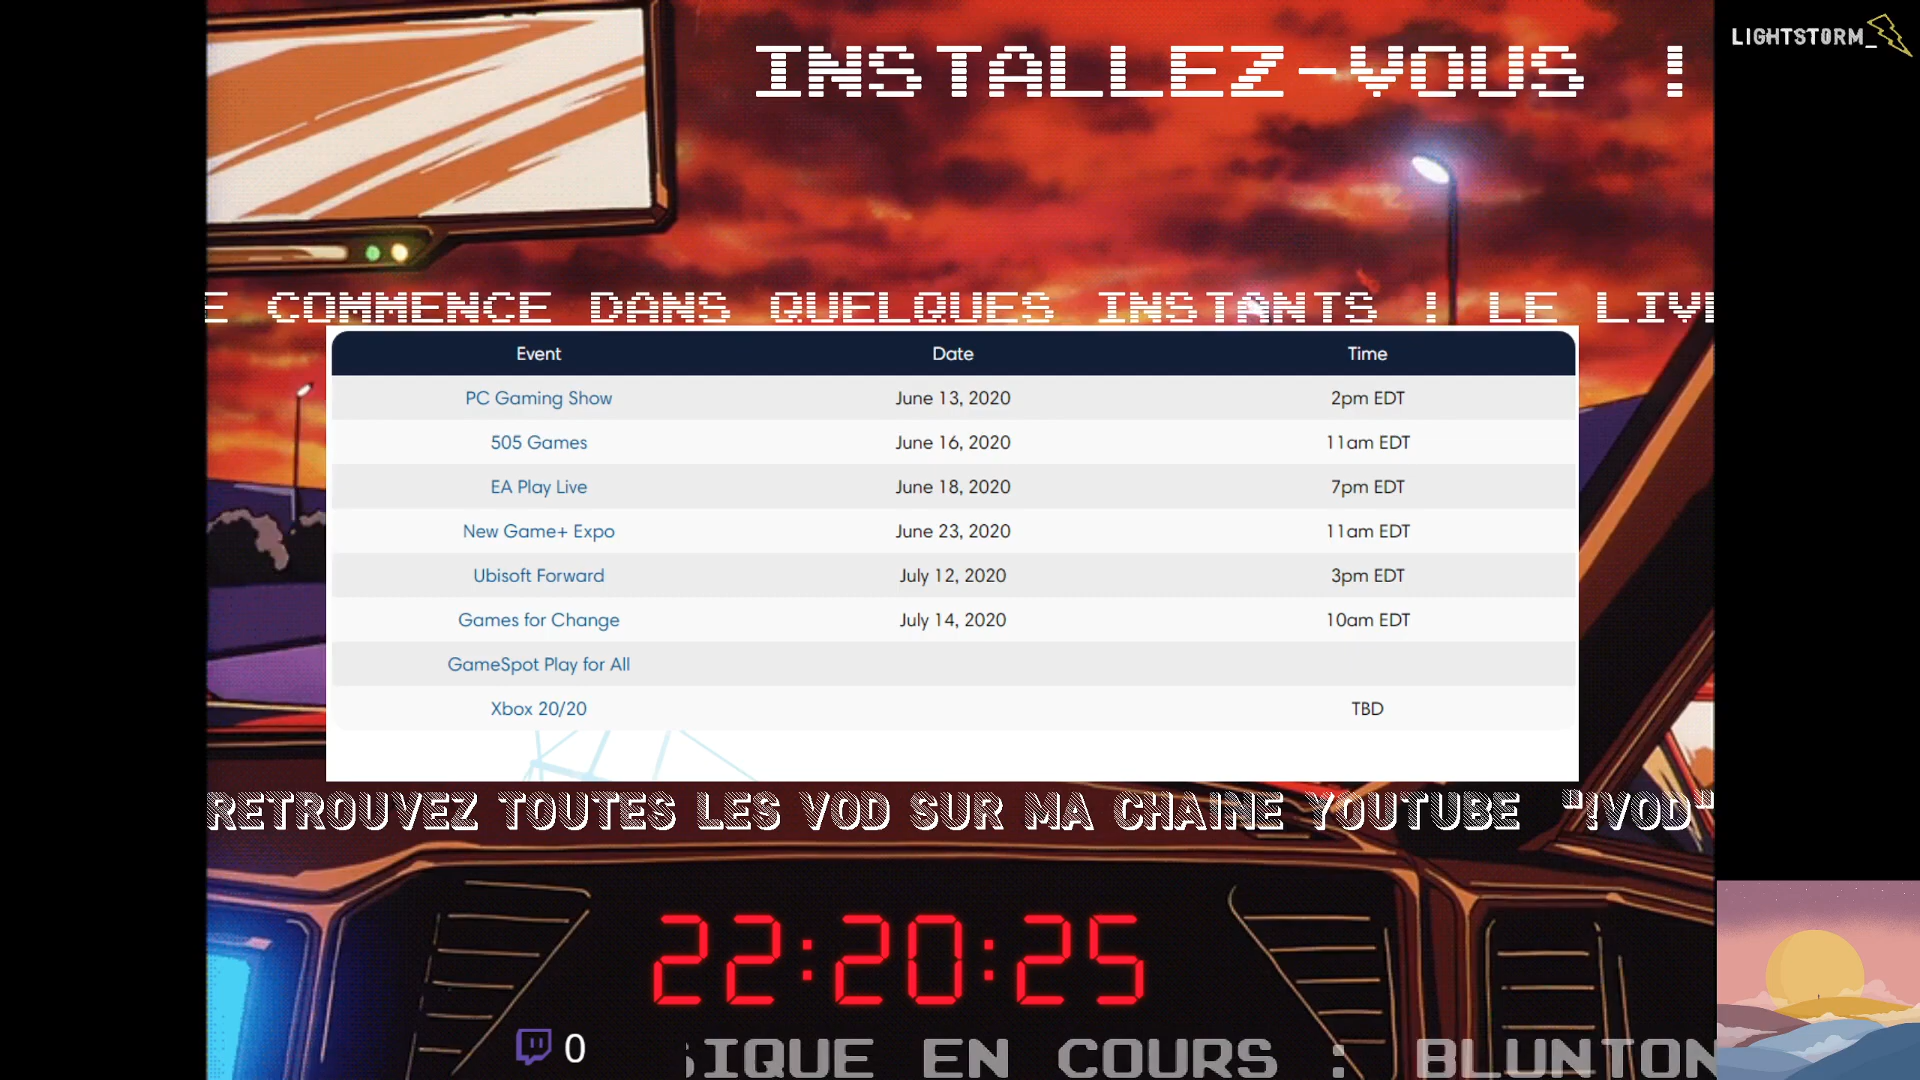 INSTALLEZ-VOUS !
LIGHTSTORM_
E COMMENCE DANS QUELQUES INSTANTS ! LE LIV
Event Date Time
PC Gaming Show June 13, 2020 2pm EDT
505 Games June 16, 2020 11am EDT
EA Play Live June 18, 2020 7pm EDT
New Game+ Expo June 23, 2020 11am EDT
Ubisoft Forward July 12, 2020 3pm EDT
Games for Change July 14, 2020 10am EDT
GameSpot Play for All
Xbox 20/20 TBD
RETROUVEZ TOUTES LES VOD SUR MA CHAINE YOUTUBE "!VOD"
22:20:25
0
SIQUE EN COURS : BLUNTON